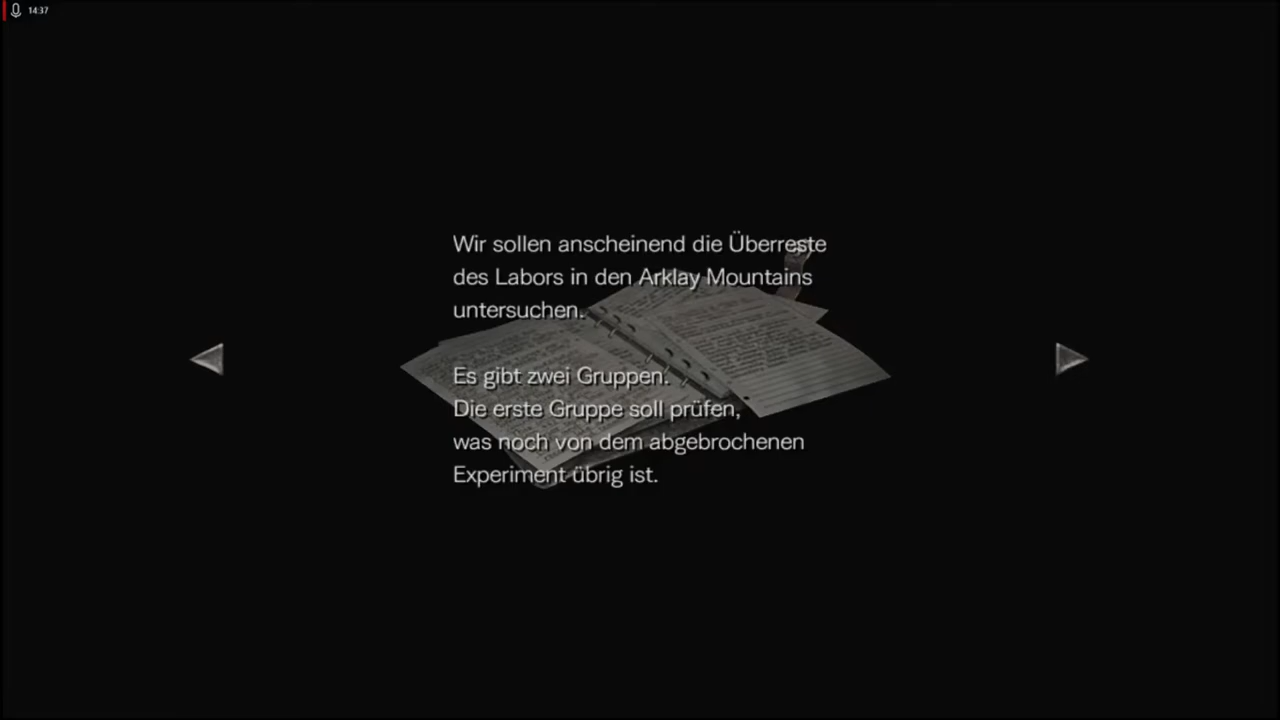 14:37
Wir sollen anscheinend die Überreste
des Labors in den Arklay Mountains
untersuchen.
Es gibt zwei Gruppen.
Die erste Gruppe soll prüfen,
was noch von dem abgebrochenen
Experiment übrig ist.